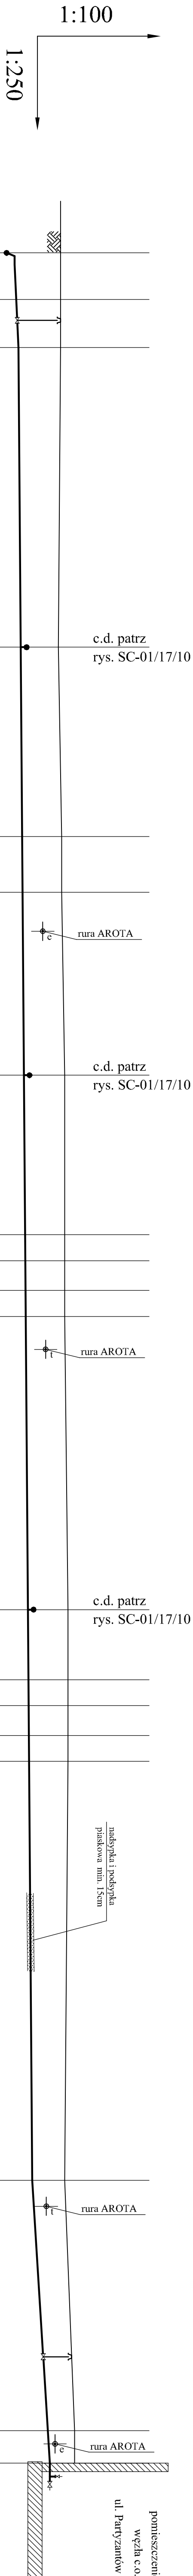 1:100
1:250
c.d. patrz
rys. SC-01/17/10
rura AROTA
e
c.d. patrz
rys. SC-01/17/10
rura AROTA
t
c.d. patrz
rys. SC-01/17/10
nadsypka i podsypka
piaskowa min. 15cm
rura AROTA
t
rura AROTA
e
pomieszczeni
węzła c.o.
ul. Partyzantów